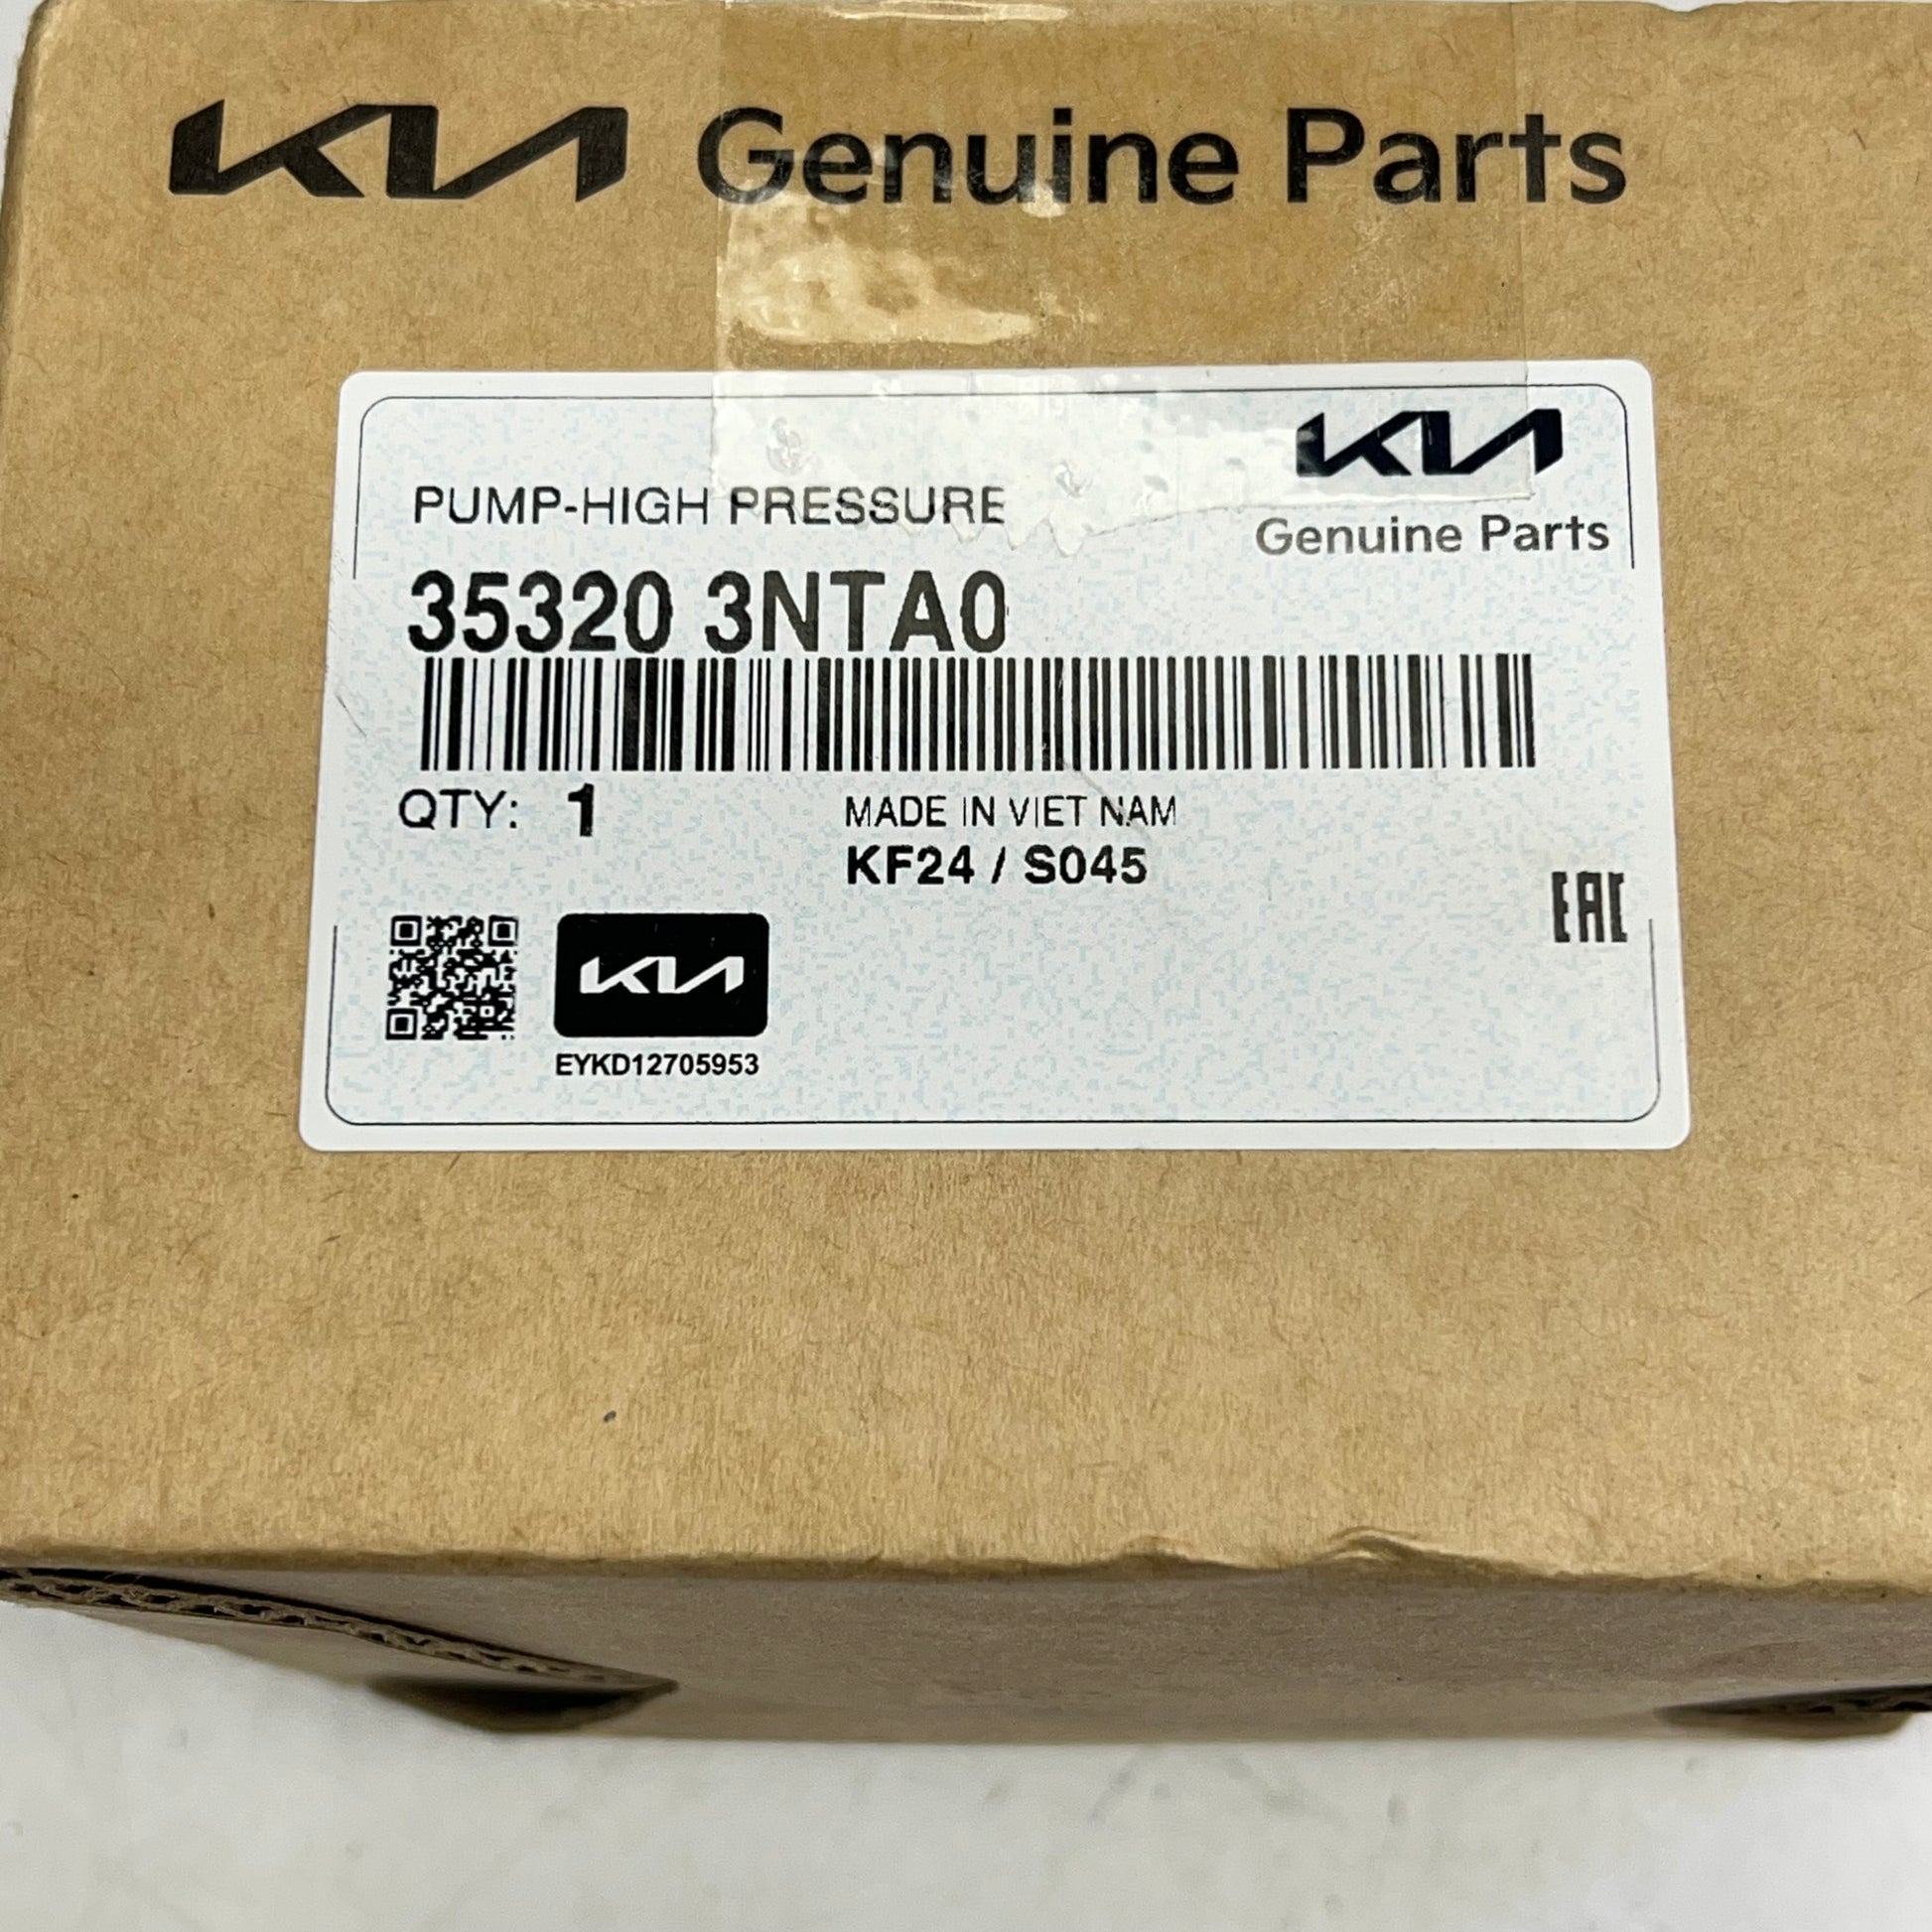 KIA Genuine Parts
KIA
Genuine Parts
PUMP-HIGH PRESSURE
35320 3NTA0
QTY: 1
MADE IN VIET NAM
KF24 / S045
EAC
KIA
EYKD12705953